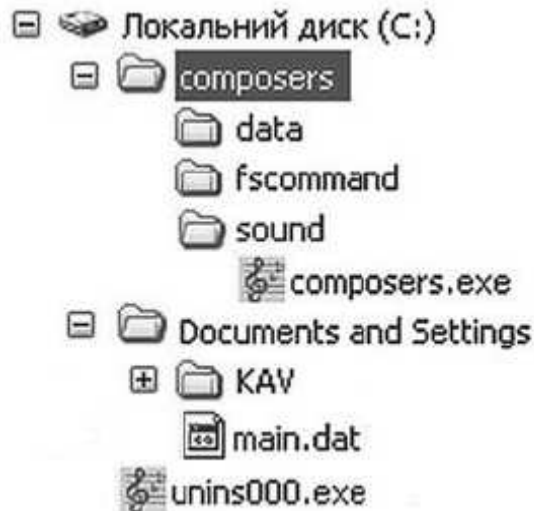 Локальний диск (C:)
composers
data
fscommand
sound
composers.exe
Documents and Settings
KAV
main.dat
unins000.exe